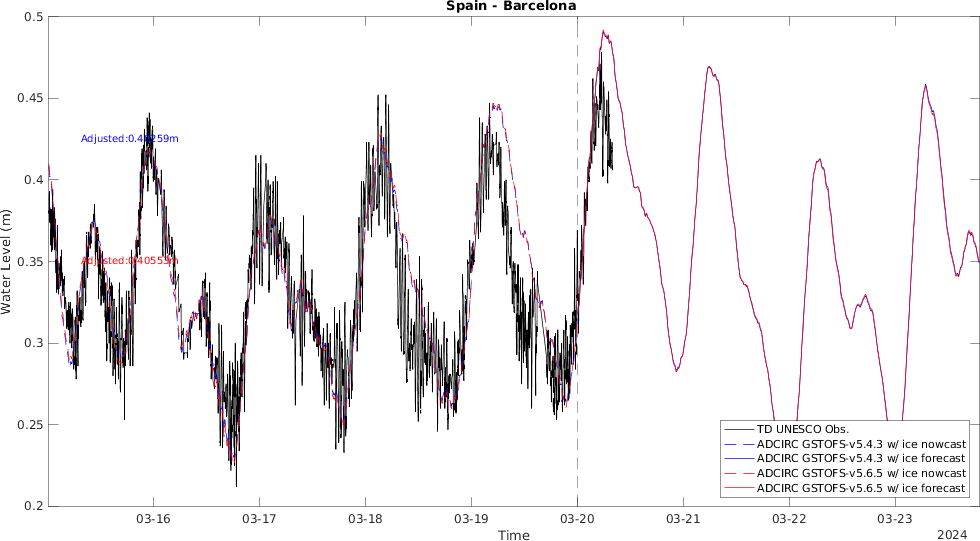 Spain - Barcelona
0.5
0.45
0.4
0.35
0.3
0.25
0.2
Water Level (m)
03-16
03-17
03-18
03-19
03-20
03-21
03-22
03-23
Time
2024
TD UNESCO Obs.
ADCIRC GSTOFS-v5.4.3 w/ ice nowcast
ADCIRC GSTOFS-v5.4.3 w/ ice forecast
ADCIRC GSTOFS-v5.6.5 w/ ice nowcast
ADCIRC GSTOFS-v5.6.5 w/ ice forecast